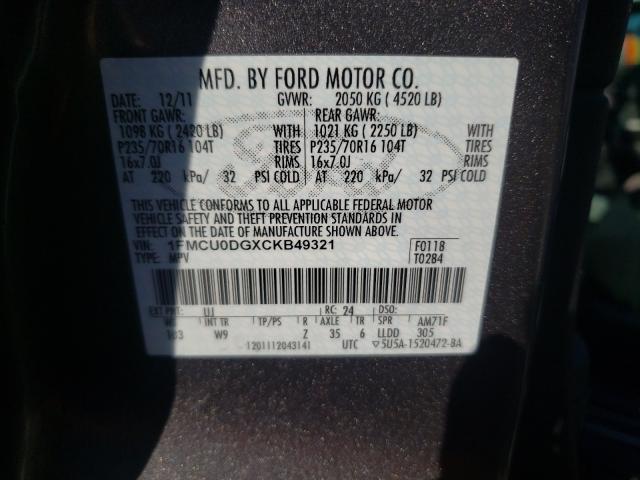 MFD. BY FORD MOTOR CO.
DATE: 12/11 GVWR: 2050 KG ( 4520 LB)
FRONT GAWR: REAR GAWR:
1098 KG ( 2420 LB) WITH 1021 KG ( 2250 LB) WITH
P235/70R16 104T TIRES P235/70R16 104T TIRES
16x7.0J RIMS 16x7.0J RIMS
AT 220 kPa/ 32 PSI COLD AT 220 kPa/ 32 PSI COLD
THIS VEHICLE CONFORMS TO ALL APPLICABLE FEDERAL MOTOR
VEHICLE SAFETY AND THEFT PREVENTION STANDARDS IN
EFFECT ON THE DATE OF MANUFACTURE SHOWN ABOVE.
VIN: 1FMCU0DGXCKB49321 F0118
TYPE: MPV T0284
EXT PNT: UJ RC: 24 DSO:
WB INT TR TP/PS R AXLE TR SPR AM71F
103 W9 Z 35 6 LLDD 305
1201112043141 UTC ▽5U5A-1520472-BA